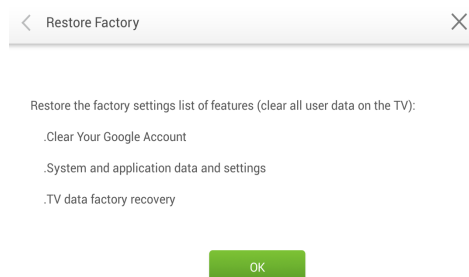 Restore Factory
Restore the factory settings list of features (clear all user data on the TV):
.Clear Your Google Account
.System and application data and settings
.TV data factory recovery
OK